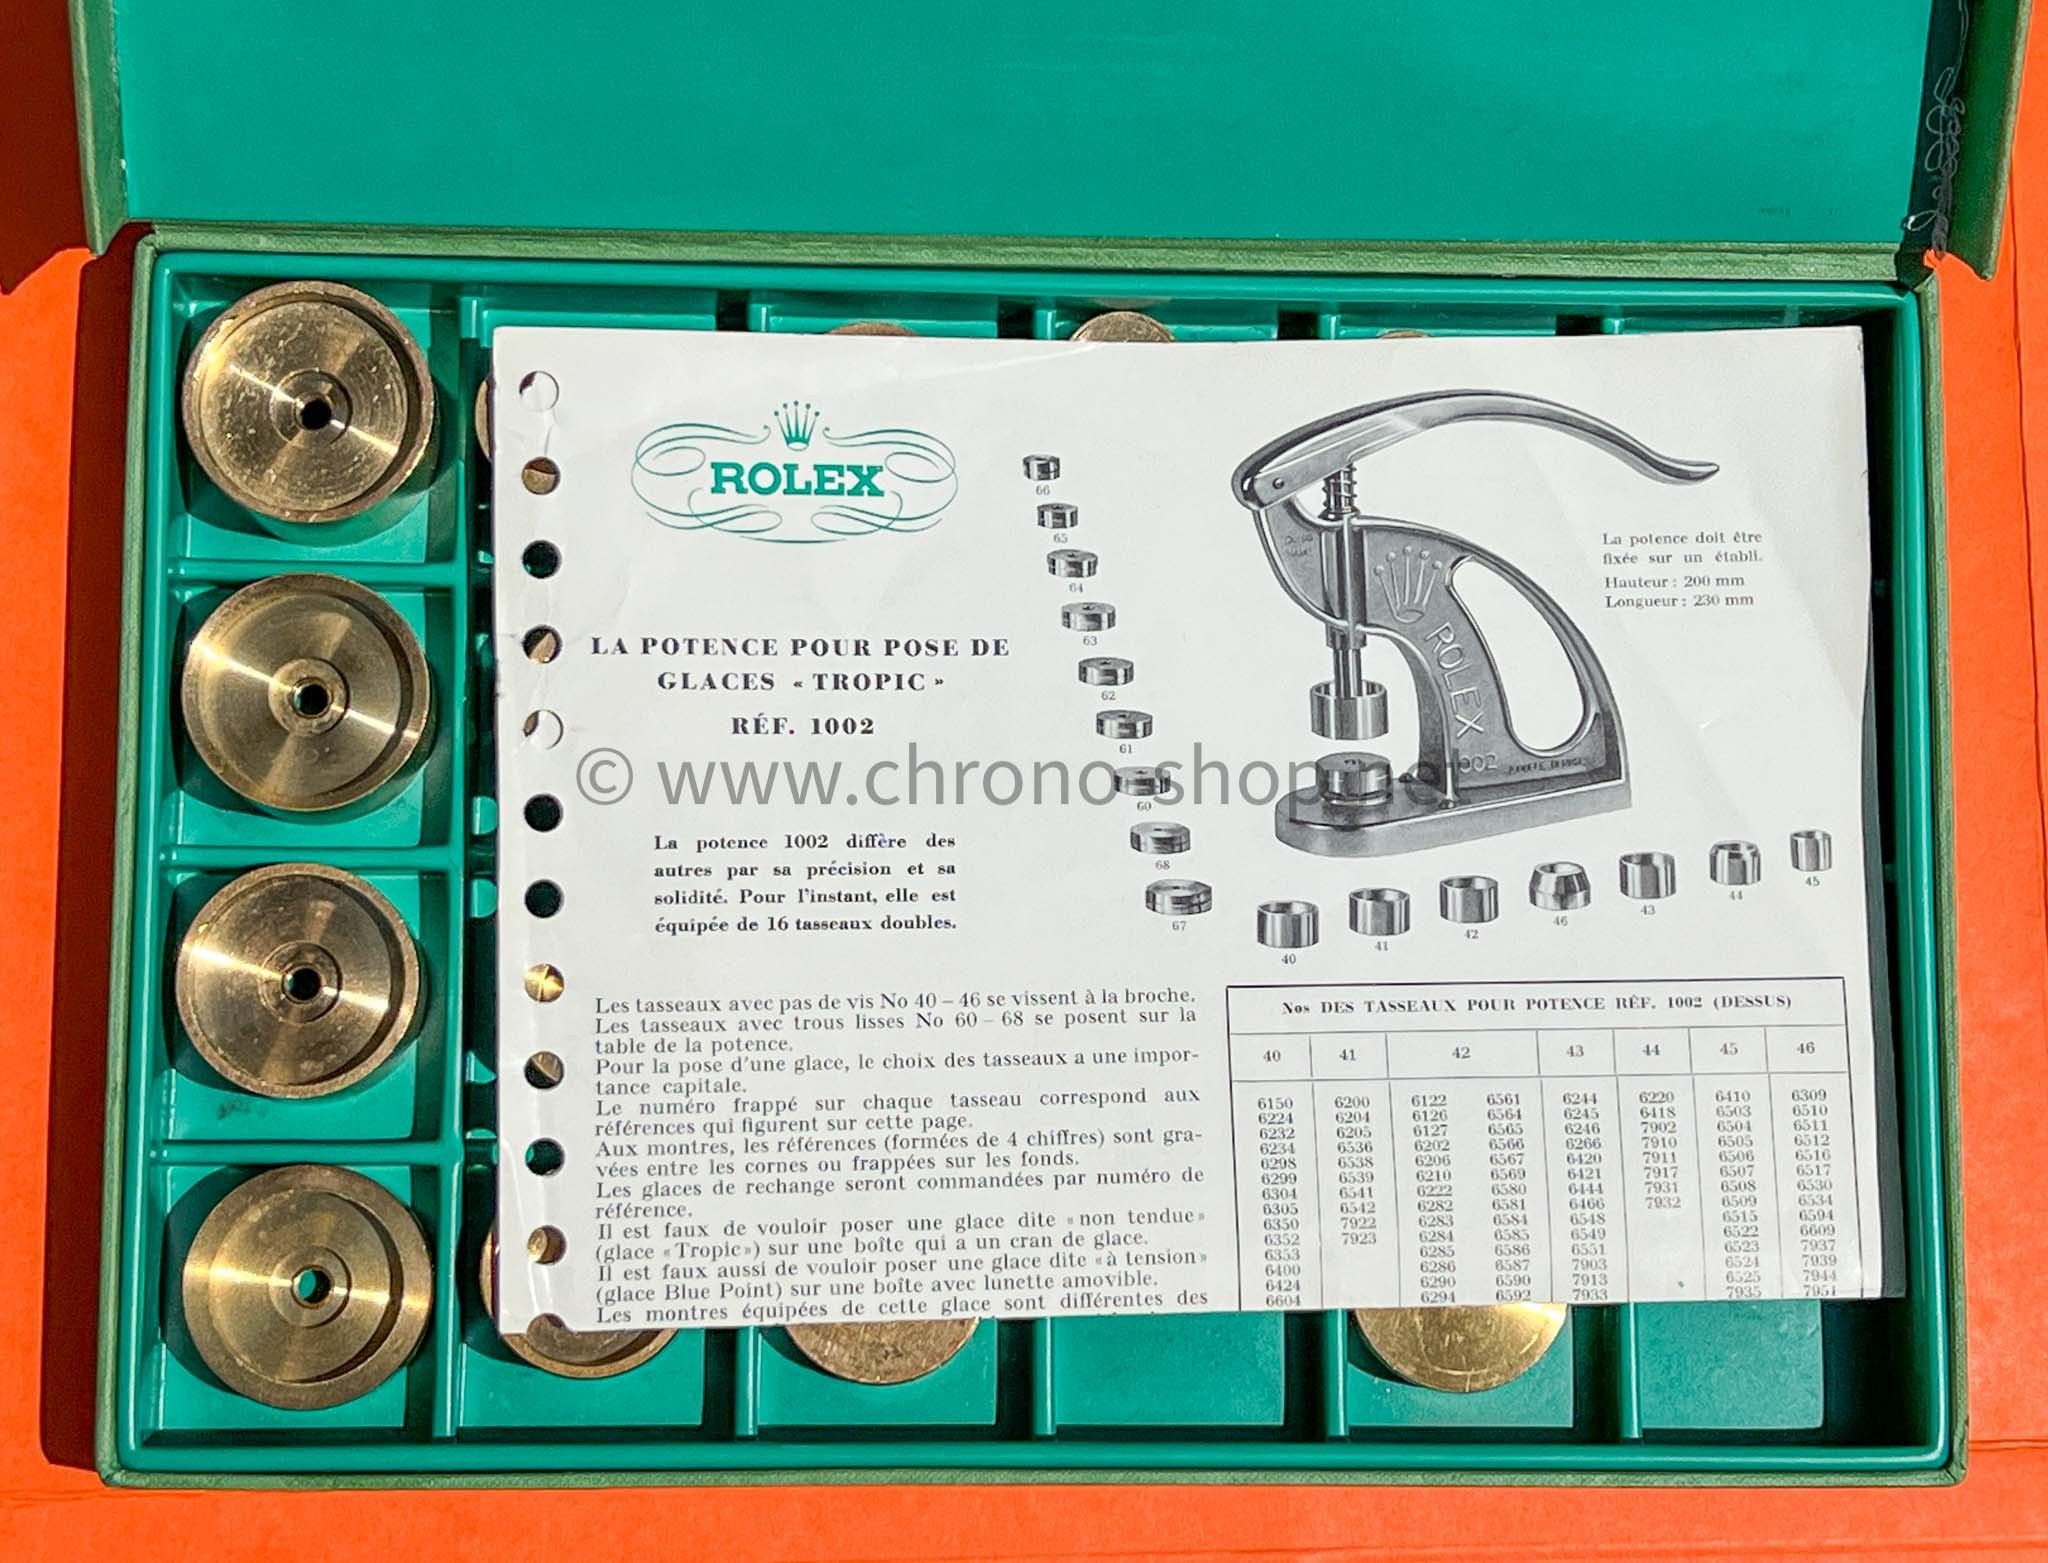 ROLEX
66
65
64
63
62
61
60
68
67
La potence doit être
fixée sur un établi.
Hauteur : 200 mm
Longueur : 230 mm
ROLEX
1002
LA POTENCE POUR POSE DE
GLACES « TROPIC »
RÉF. 1002
© www.chrono-shop.net
La potence 1002 diffère des
autres par sa précision et sa
solidité. Pour l'instant, elle est
équipée de 16 tasseaux doubles.
40 41 42 46 43 44 45
Les tasseaux avec pas de vis No 40 – 46 se vissent à la broche.
Les tasseaux avec trous lisses No 60 – 68 se posent sur la
table de la potence.
Pour la pose d'une glace, le choix des tasseaux a une impor-
tance capitale.
Le numéro frappé sur chaque tasseau correspond aux
références qui figurent sur cette page.
Aux montres, les références (formées de 4 chiffres) sont gra-
vées entre les cornes ou frappées sur les fonds.
Les glaces de rechange seront commandées par numéro de
référence.
Il est faux de vouloir poser une glace dite « non tendue »
(glace « Tropic ») sur une boîte qui a un cran de glace.
Il est faux aussi de vouloir poser une glace dite « à tension »
(glace Blue Point) sur une boîte avec lunette amovible.
Les montres équipées de cette glace sont différentes des
Nos DES TASSEAUX POUR POTENCE RÉF. 1002 (DESSUS)
40 41 42 43 44 45 46
6150 6200 6122 6561 6244 6220 6410 6309
6224 6204 6126 6564 6245 6418 6503 6510
6232 6205 6127 6565 6246 7902 6504 6511
6234 6536 6202 6566 6266 7910 6505 6512
6298 6538 6206 6567 6420 7911 6506 6516
6299 6539 6210 6569 6421 7917 6507 6517
6304 6541 6222 6580 6444 7931 6508 6530
6305 6542 6282 6581 6466 7932 6509 6534
6350 7922 6283 6584 6548 6515 6594
6352 7923 6284 6585 6549 6522 6609
6353 6285 6586 6551 6523 7937
6400 6286 6587 7903 6524 7939
6424 6290 6590 7913 6525 7944
6604 6294 6592 7933 7935 7951